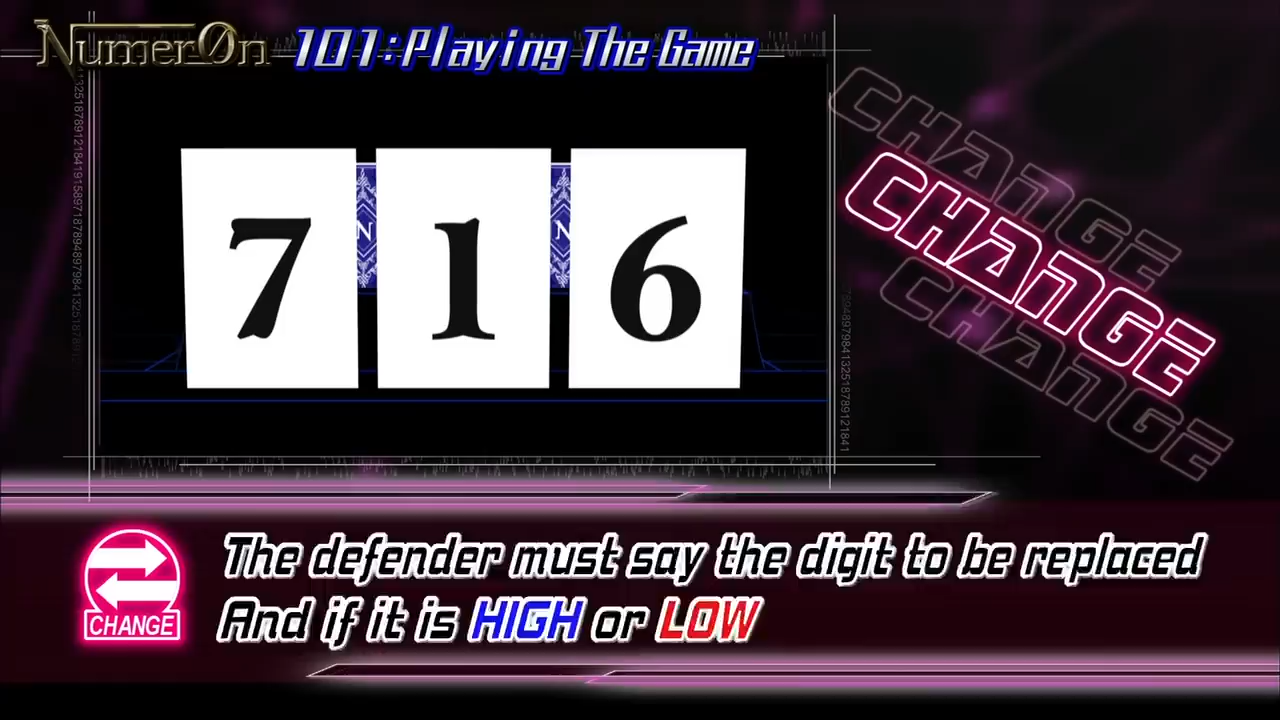 Numer0n 101:Playing The Game
7 N 1 N 6
CHANGE
CHANGE
CHANGE
The defender must say the digit to be replaced
And if it is HIGH or LOW
CHANGE